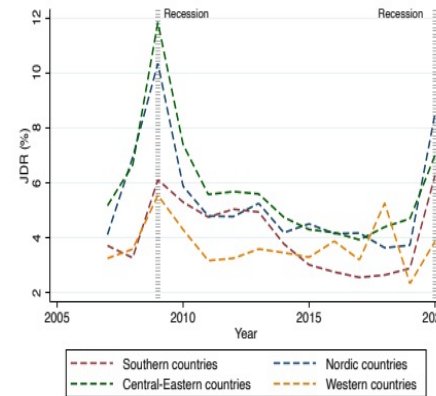 Recession Recession
12
10
8
6
4
2
JDR (%)
2005 2010 2015 202
Year
Southern countries Nordic countries
Central-Eastern countries Western countries